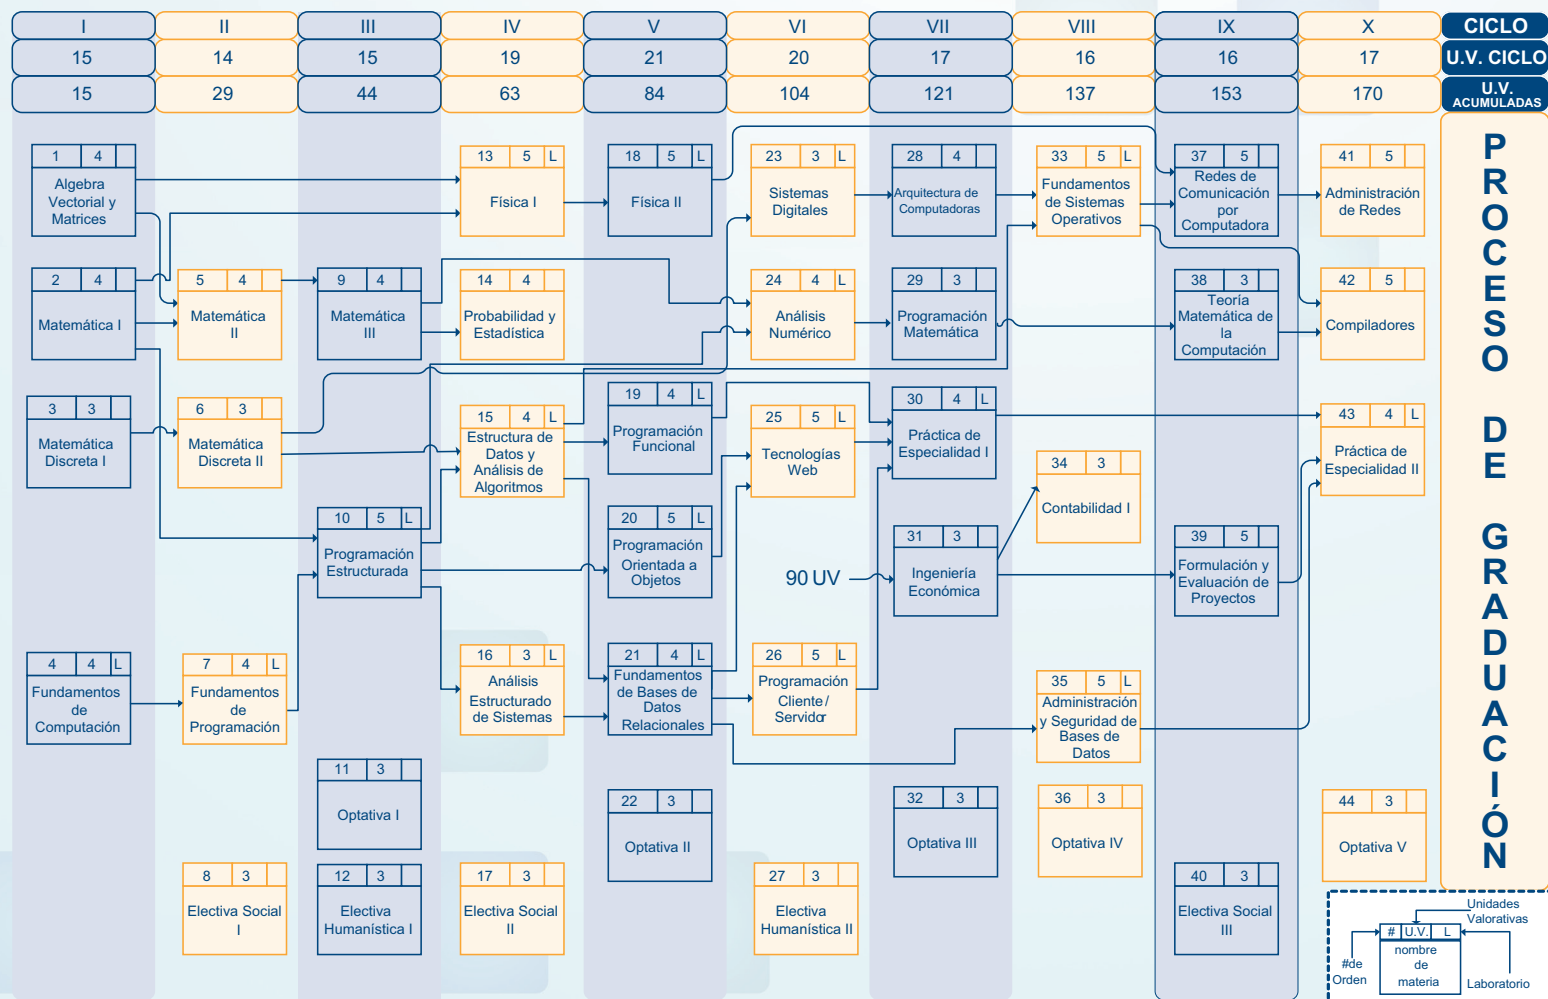 I II III IV V VI VII VIII IX X CICLO
15 14 15 19 21 20 17 16 16 17 U.V. CICLO
15 29 44 63 84 104 121 137 153 170 U.V.
ACUMULADAS
1 4
Algebra
Vectorial y
Matrices
2 4
Matemática I
3 3
Matemática
Discreta I
4 4 L
Fundamentos
de
Computación
5 4
Matemática
II
6 3
Matemática
Discreta II
7 4 L
Fundamentos
de
Programación
8 3
Electiva Social
I
9 4
Matemática
III
10 5 L
Programación
Estructurada
11 3
Optativa I
12 3
Electiva
Humanística I
13 5 L
Física I
14 4
Probabilidad y
Estadística
15 4 L
Estructura de
Datos y
Análisis de
Algoritmos
16 3 L
Análisis
Estructurado
de Sistemas
17 3
Electiva Social
II
18 5 L
Física II
19 4 L
Programación
Funcional
20 5 L
Programación
Orientada a
Objetos
21 4 L
Fundamentos
de Bases de
Datos
Relacionales
22 3
Optativa II
23 3 L
Sistemas
Digitales
24 4 L
Análisis
Numérico
25 5 L
Tecnologías
Web
90 UV
26 5 L
Programación
Cliente/
Servidor
27 3
Electiva
Humanística II
28 4
Arquitectura de
Computadoras
29 3
Programación
Matemática
30 4 L
Práctica de
Especialidad I
31 3
Ingeniería
Económica
32 3
Optativa III
33 5 L
Fundamentos
de Sistemas
Operativos
34 3
Contabilidad I
35 5 L
Administración
y Seguridad de
Bases de
Datos
36 3
Optativa IV
37 5
Redes de
Comunicación
por
Computadora
38 3
Teoría
Matemática de
la
Computación
39 5
Formulación y
Evaluación de
Proyectos
40 3
Electiva Social
III
41 5
Administración
de Redes
42 5
Compiladores
43 4 L
Práctica de
Especialidad II
44 3
Optativa V
PROCESO DE GRADUACIÓN
Unidades
Valorativas
# U.V. L
nombre
de
materia
#de
Orden
Laboratorio